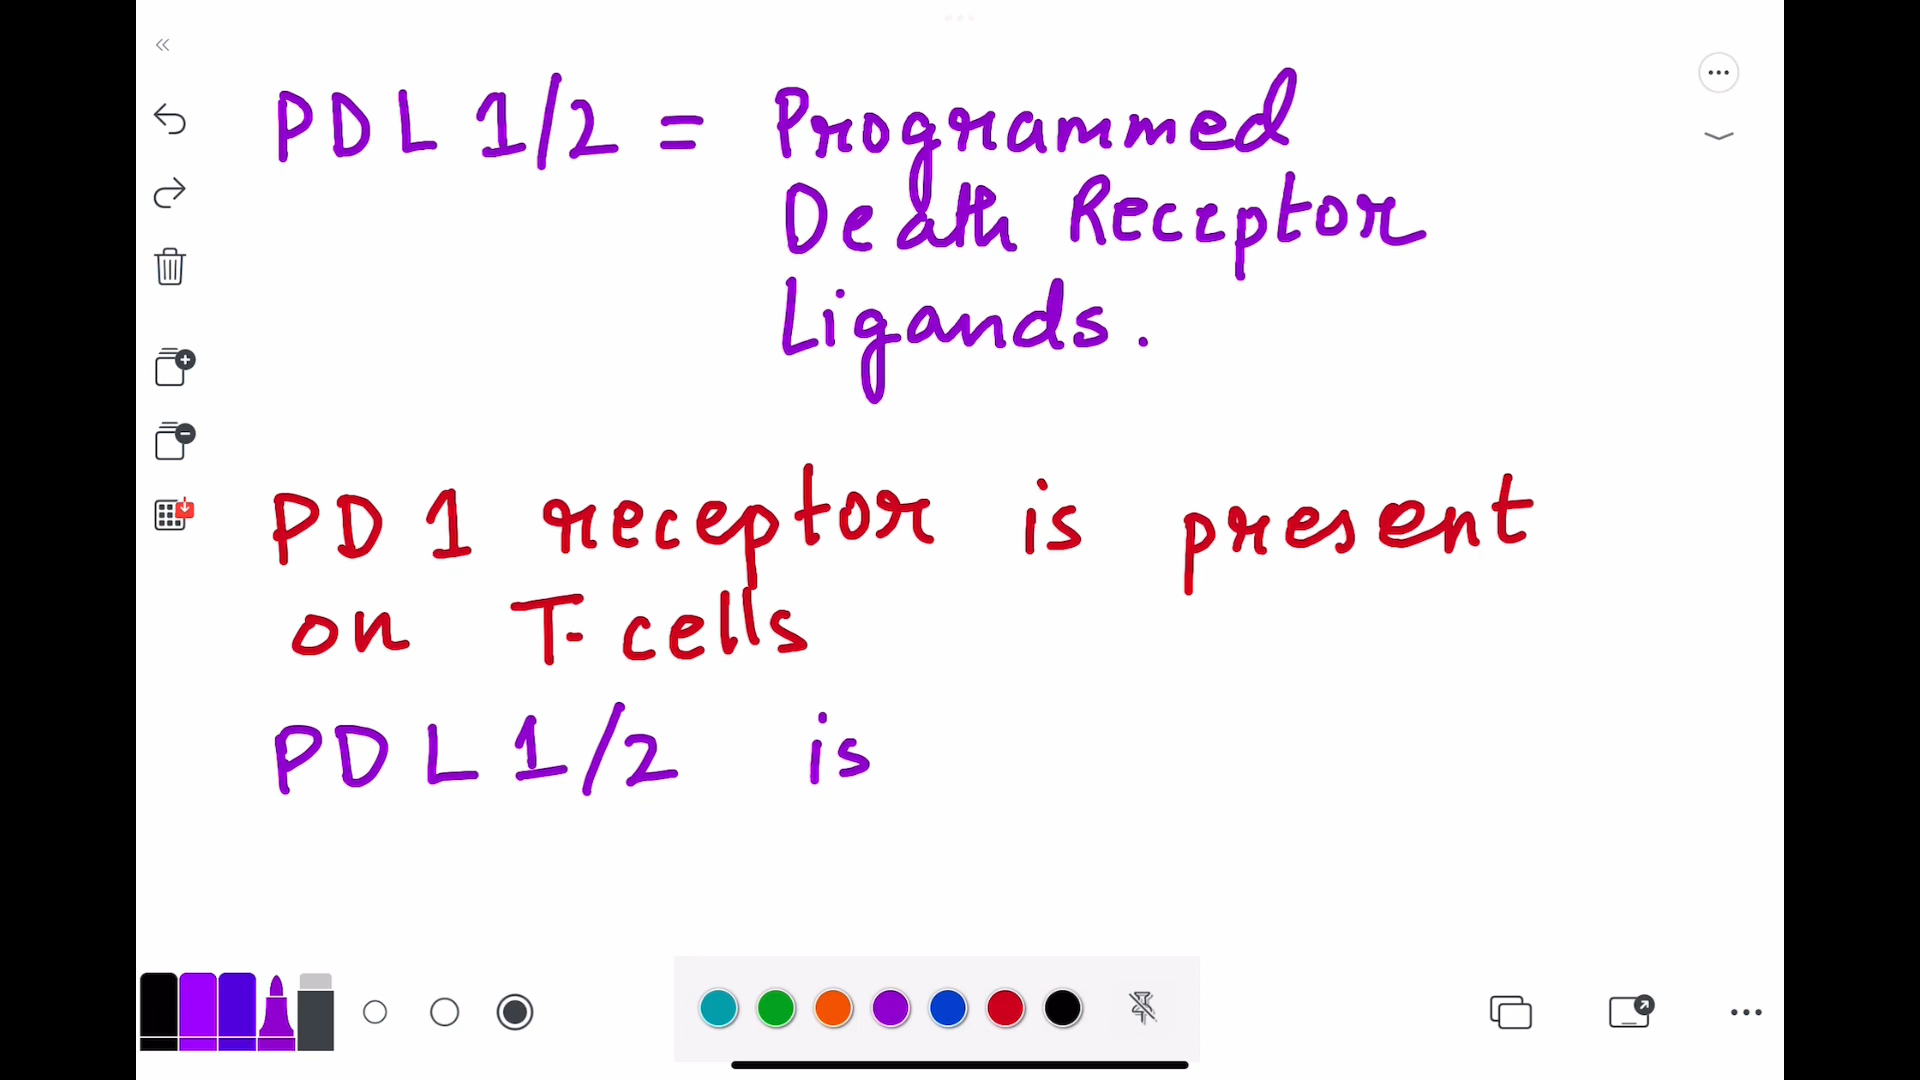 PDL 1/2 = Programmed
Death Receptor
Ligands.
PD 1 receptor is present
on T-cells
PDL 1/2 is